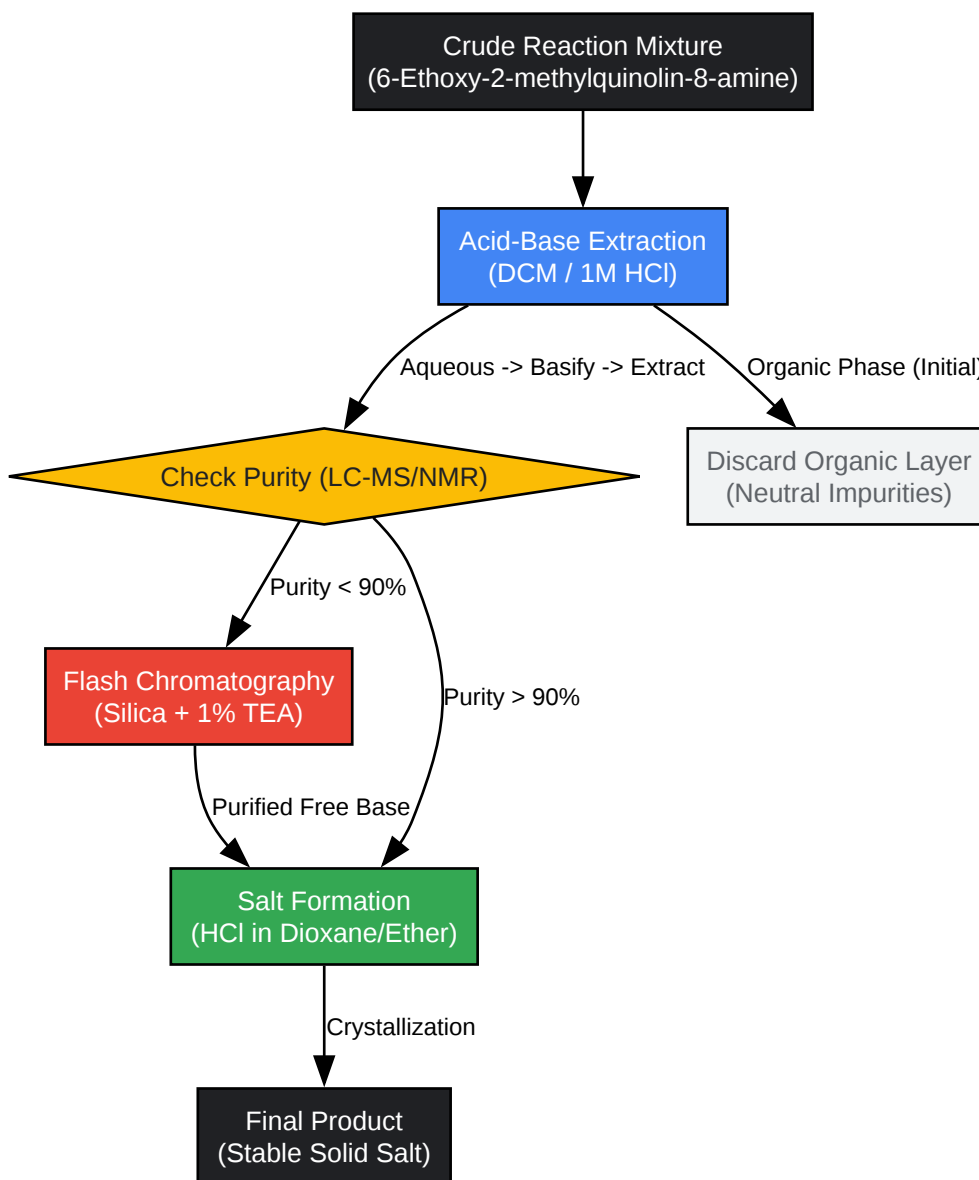 Crude Reaction Mixture
(6-Ethoxy-2-methylquinolin-8-amine)
Acid-Base Extraction
(DCM / 1M HCl)
Aqueous -> Basify -> Extract
Organic Phase (Initial)
Check Purity (LC-MS/NMR)
Discard Organic Layer
(Neutral Impurities)
Purity < 90%
Flash Chromatography
(Silica + 1% TEA)
Purity > 90%
Purified Free Base
Salt Formation
(HCl in Dioxane/Ether)
Crystallization
Final Product
(Stable Solid Salt)